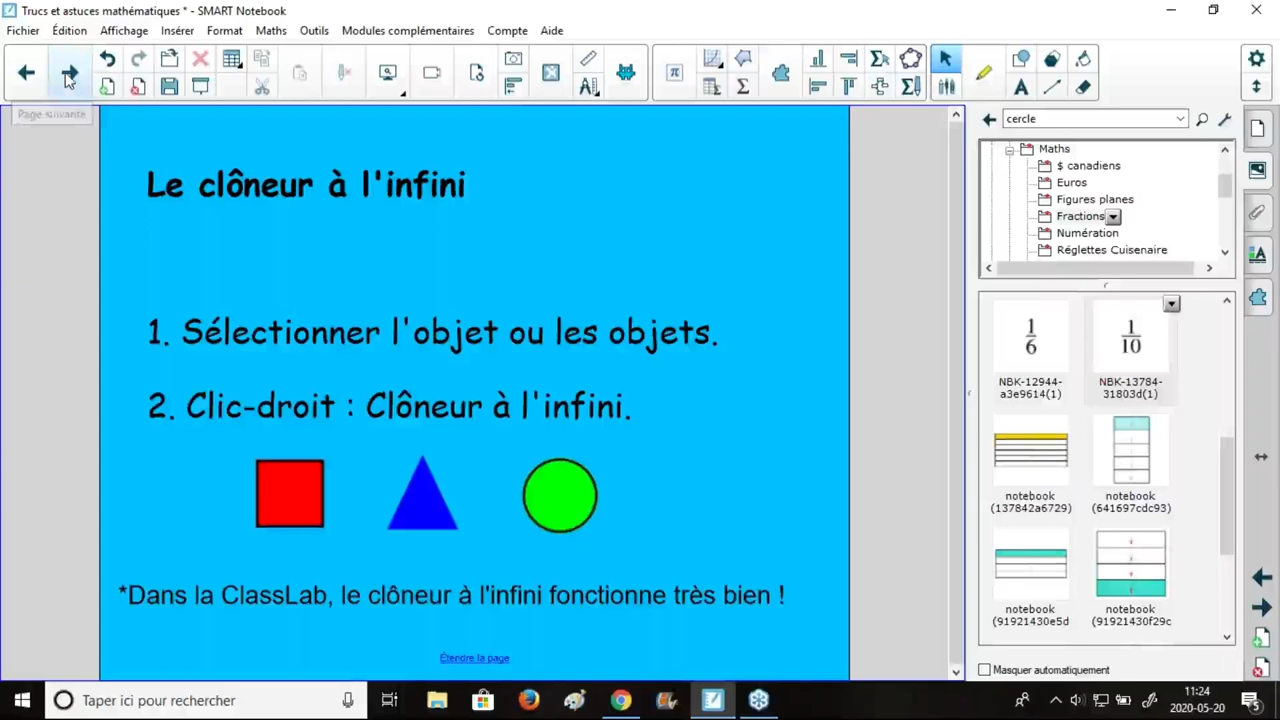 Trucs et astuces mathématiques * - SMART Notebook
Fichier Édition Affichage Insérer Format Maths Outils Modules complémentaires Compte Aide
Page suivante
cercle
Maths
$ canadiens
Euros
Figures planes
Fractions
Numération
Réglettes Cuisenaire
Le clôneur à l'infini
1. Sélectionner l'objet ou les objets.
2. Clic-droit : Clôneur à l'infini.
*Dans la ClassLab, le clôneur à l'infini fonctionne très bien !
Étendre la page
1/6
1/10
NBK-12944-
a3e9614(1)
NBK-13784-
31803d(1)
notebook
(137842a6729)
notebook
(641697cdc93)
notebook
(91921430e5d
notebook
(91921430f29c
Masquer automatiquement
Taper ici pour rechercher
11:24
2020-05-20
5